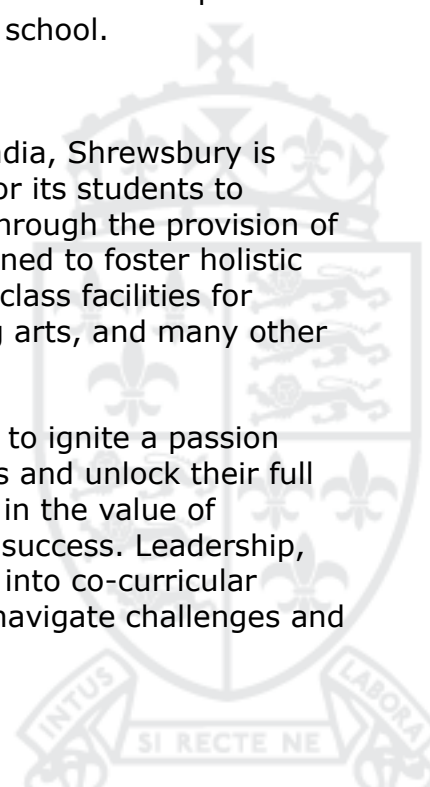 school.
ndia, Shrewsbury is
or its students to
hrough the provision of
ned to foster holistic
class facilities for
g arts, and many other
to ignite a passion
s and unlock their full
in the value of
success. Leadership,
into co-curricular
navigate challenges and
INTUS
SI RECTE NE
LABORA